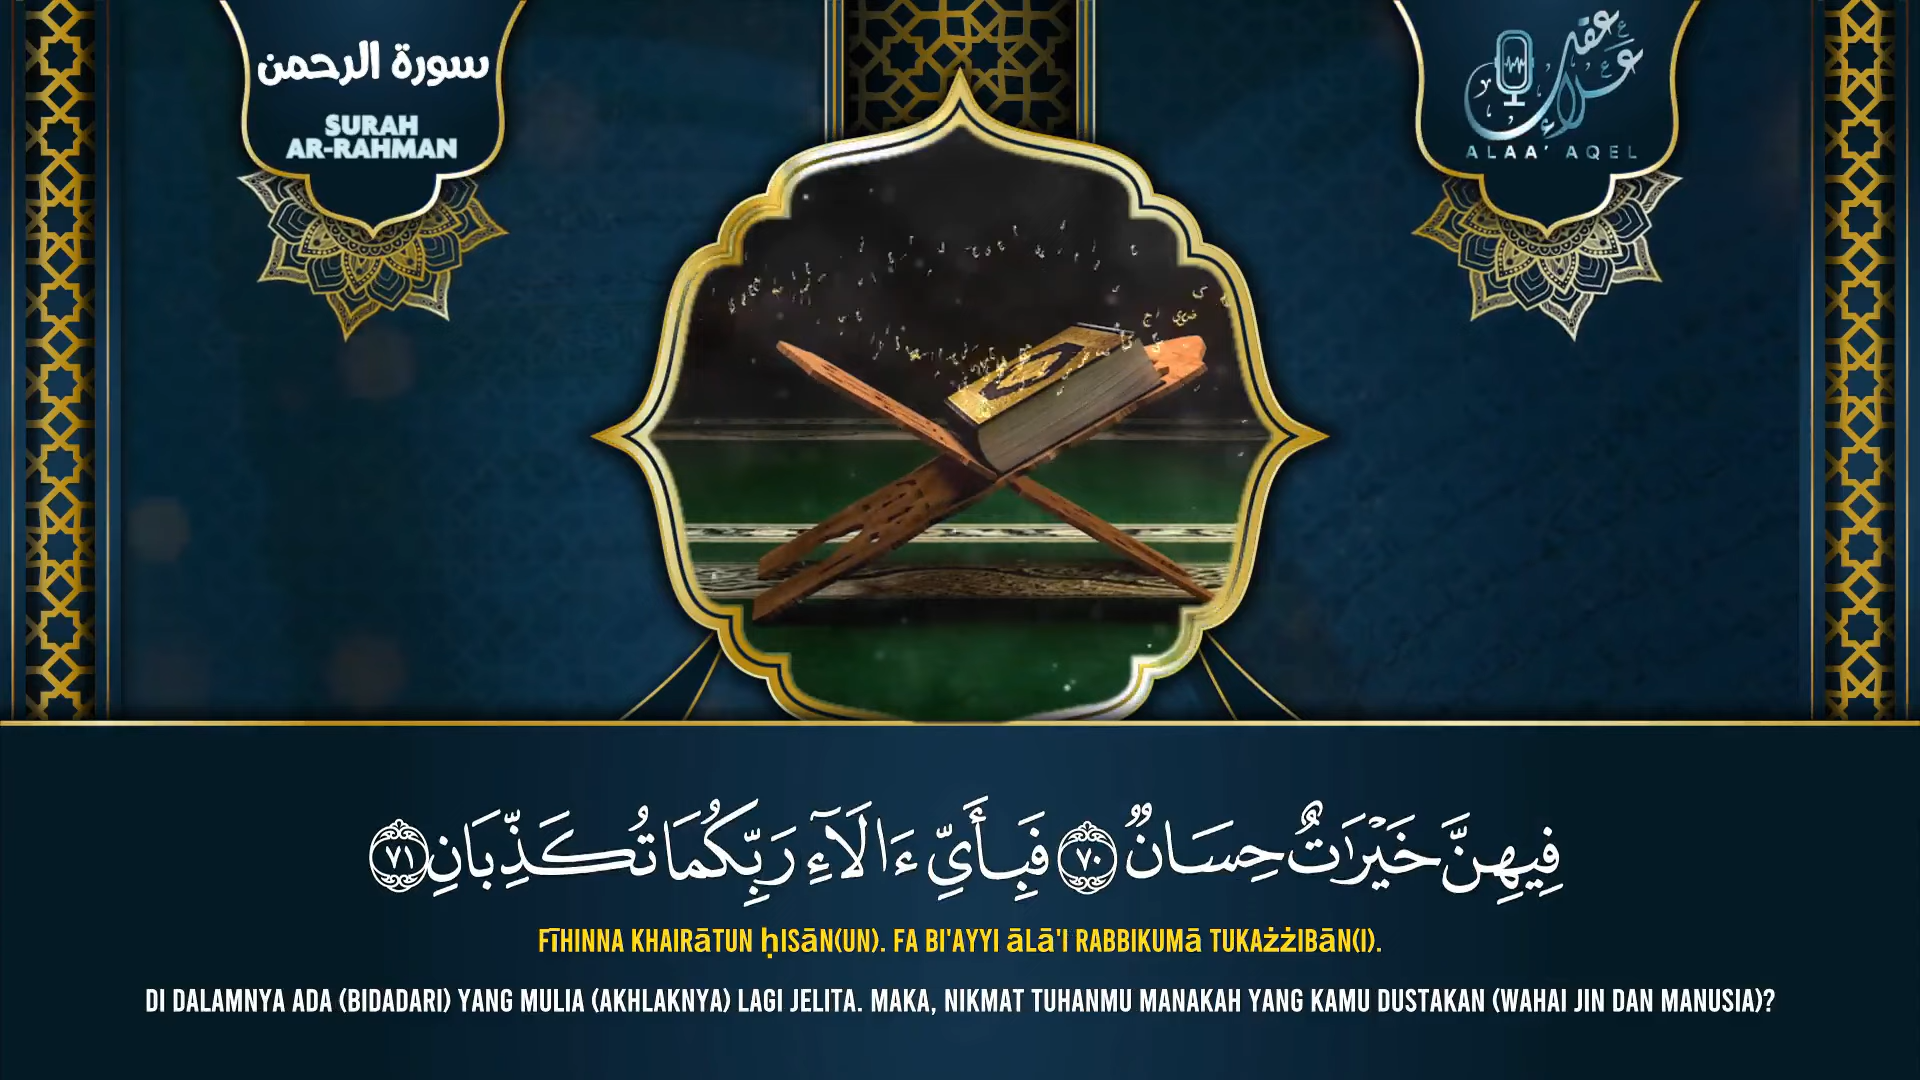 سورة الرحمن
SURAH
AR-RAHMAN
علاء عقل
ALAA' AQEL
فِيهِنَّ خَيْرَٰتٌ حِسَانٌ ٧٠ فَبِأَيِّ ءَالَآءِ رَبِّكُمَا تُكَذِّبَانِ ٧١
FīHINNA KHAIRāTUN ḥISāN(UN). FA BI'AYYI āLā'I RABBIKUMā TUKAżżIBāN(I).
DI DALAMNYA ADA (BIDADARI) YANG MULIA (AKHLAKNYA) LAGI JELITA. MAKA, NIKMAT TUHANMU MANAKAH YANG KAMU DUSTAKAN (WAHAI JIN DAN MANUSIA)?